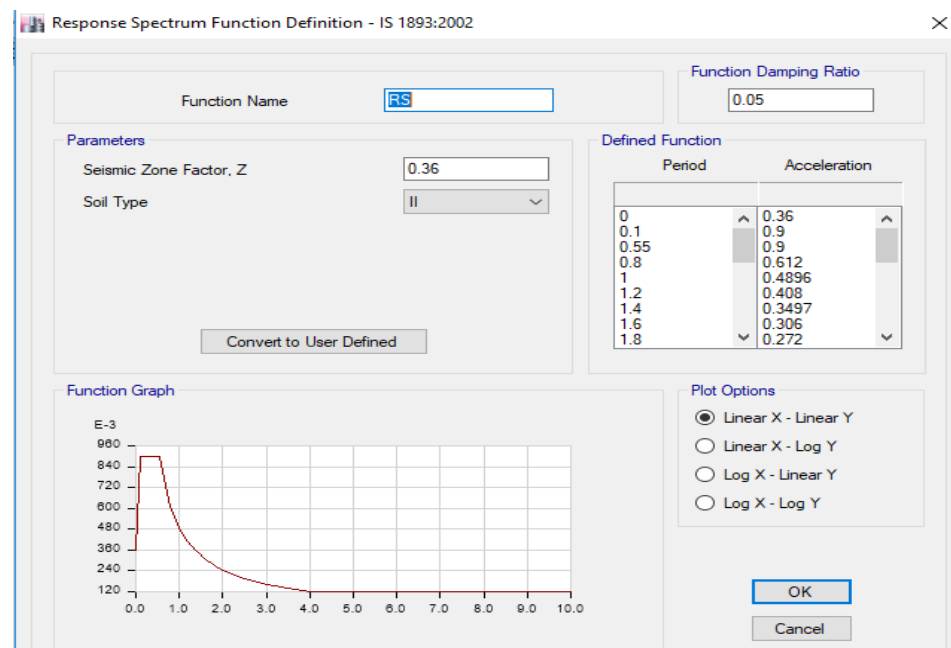 Response Spectrum Function Definition - IS 1893:2002
Function Name RS
Function Damping Ratio
0.05
Parameters
Seismic Zone Factor, Z 0.36
Soil Type II
Convert to User Defined
Defined Function
Period Acceleration
0 0.36
0.1 0.9
0.55 0.9
0.8 0.612
1 0.4896
1.2 0.408
1.4 0.3497
1.6 0.306
1.8 0.272
Function Graph
E-3
960
840
720
600
480
360
240
120
0.0 1.0 2.0 3.0 4.0 5.0 6.0 7.0 8.0 9.0 10.0
Plot Options
Linear X - Linear Y
Linear X - Log Y
Log X - Linear Y
Log X - Log Y
OK
Cancel